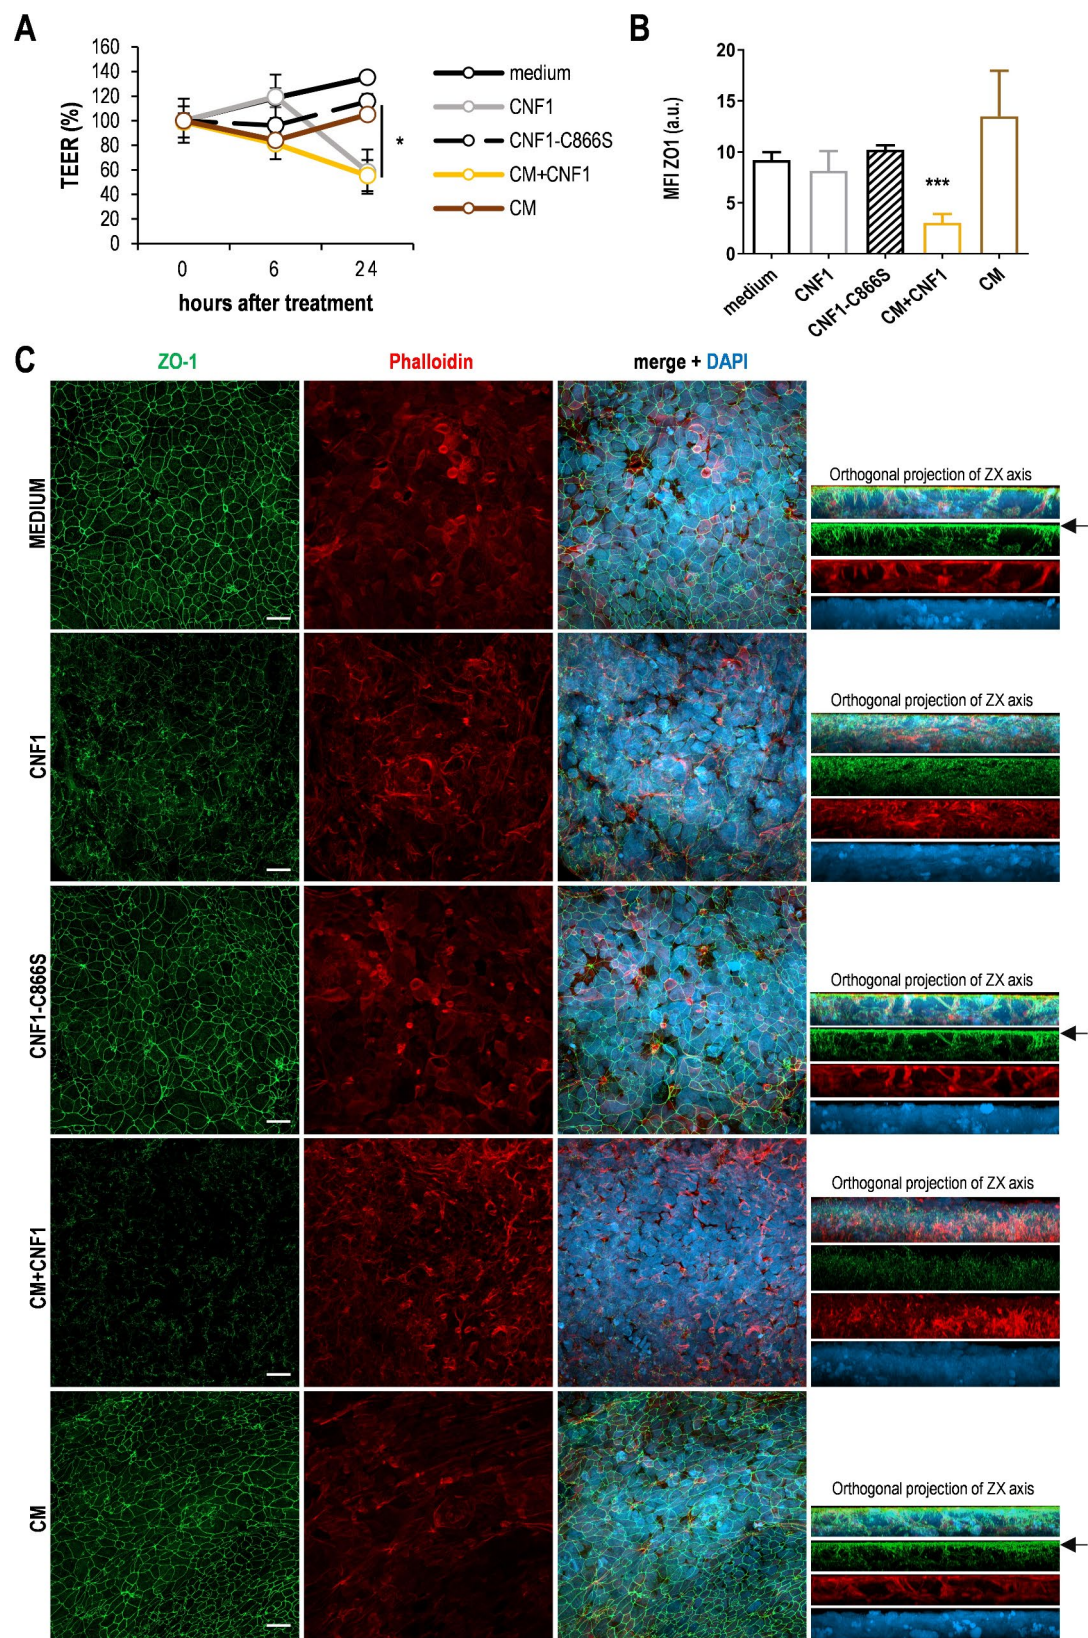 A
TEER (%)
160
140
120
100
80
60
40
20
0
0
6
24
hours after treatment
*
medium
CNF1
CNF1-C866S
CM+CNF1
CM
B
MFI ZO1 (a.u.)
20
15
10
5
0
***
medium
CNF1
CNF1-C866S
CM+CNF1
CM
C
ZO-1
Phalloidin
merge + DAPI
MEDIUM
Orthogonal projection of ZX axis
CNF1
Orthogonal projection of ZX axis
CNF1-C866S
Orthogonal projection of ZX axis
CM+CNF1
Orthogonal projection of ZX axis
CM
Orthogonal projection of ZX axis